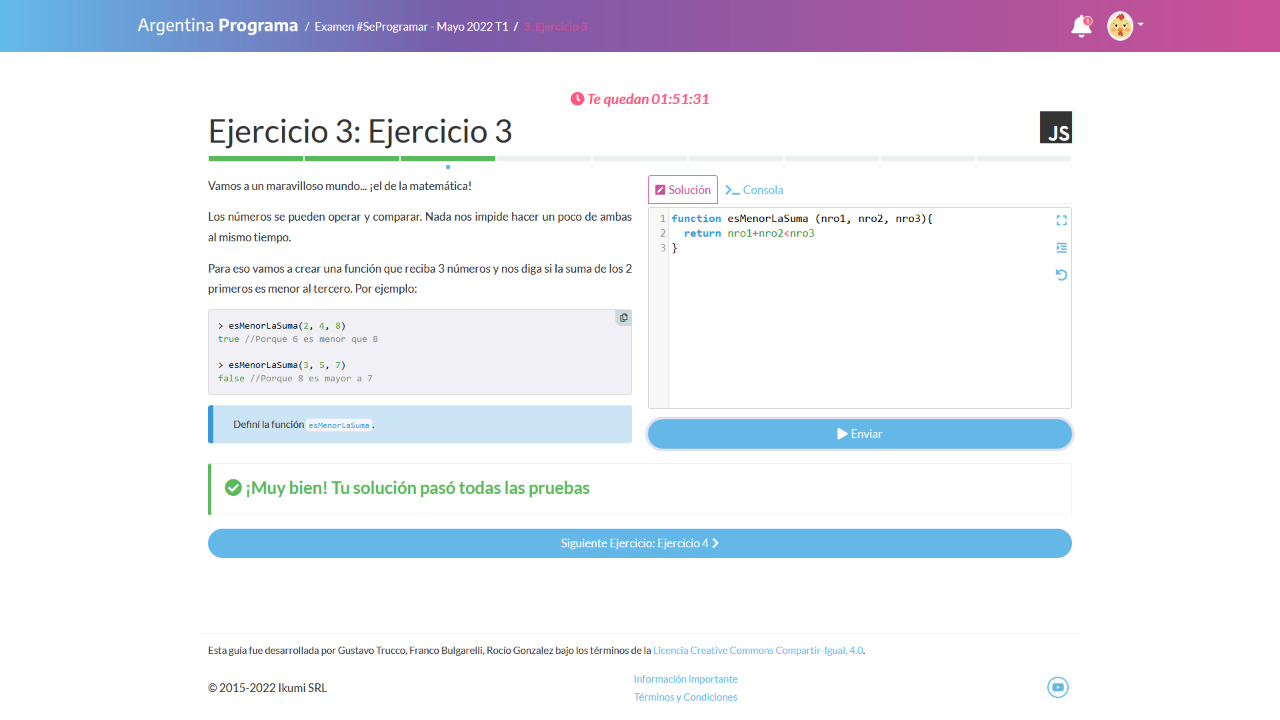 Argentina Programa / Examen #SeProgramar - Mayo 2022 T1 / 3. Ejercicio 3
1
Te quedan 01:51:31
Ejercicio 3: Ejercicio 3
JS
Vamos a un maravilloso mundo... ¡el de la matemática!
Los números se pueden operar y comparar. Nada nos impide hacer un poco de ambas
al mismo tiempo.
Para eso vamos a crear una función que reciba 3 números y nos diga si la suma de los 2
primeros es menor al tercero. Por ejemplo:
> esMenorLaSuma(2, 4, 8)
true //Porque 6 es menor que 8
> esMenorLaSuma(3, 5, 7)
false //Porque 8 es mayor a 7
Definí la función esMenorLaSuma.
Solución
Consola
1 function esMenorLaSuma (nro1, nro2, nro3){
2 return nro1+nro2<nro3
3 }
Enviar
¡Muy bien! Tu solución pasó todas las pruebas
Siguiente Ejercicio: Ejercicio 4
Esta guía fue desarrollada por Gustavo Trucco, Franco Bulgarelli, Rocío Gonzalez bajo los términos de la Licencia Creative Commons Compartir-Igual, 4.0.
© 2015-2022 Ikumi SRL
Información importante
Términos y Condiciones